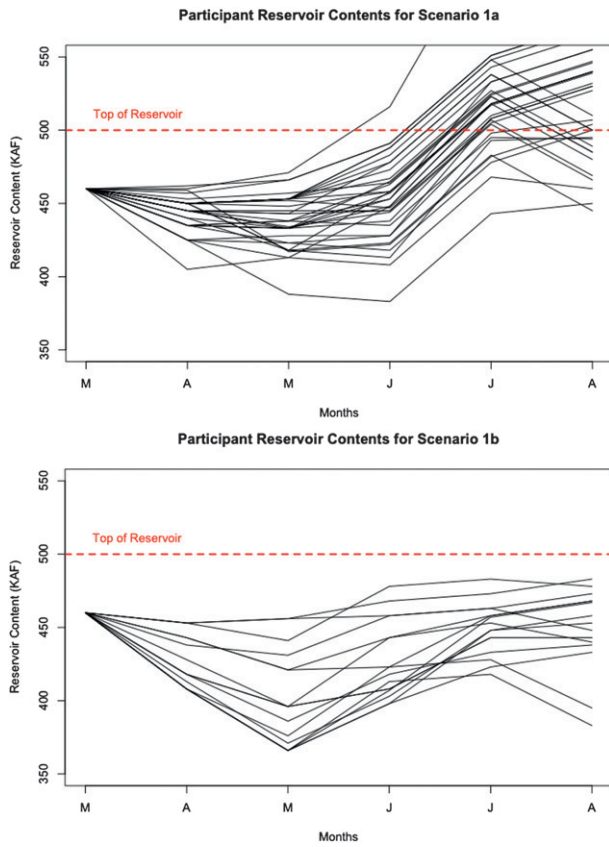 Participant Reservoir Contents for Scenario 1a
Reservoir Content (KAF)
550
500
450
400
350
Top of Reservoir
M A M J J A
Months
Participant Reservoir Contents for Scenario 1b
Reservoir Content (KAF)
550
500
450
400
350
Top of Reservoir
M A M J J A
Months